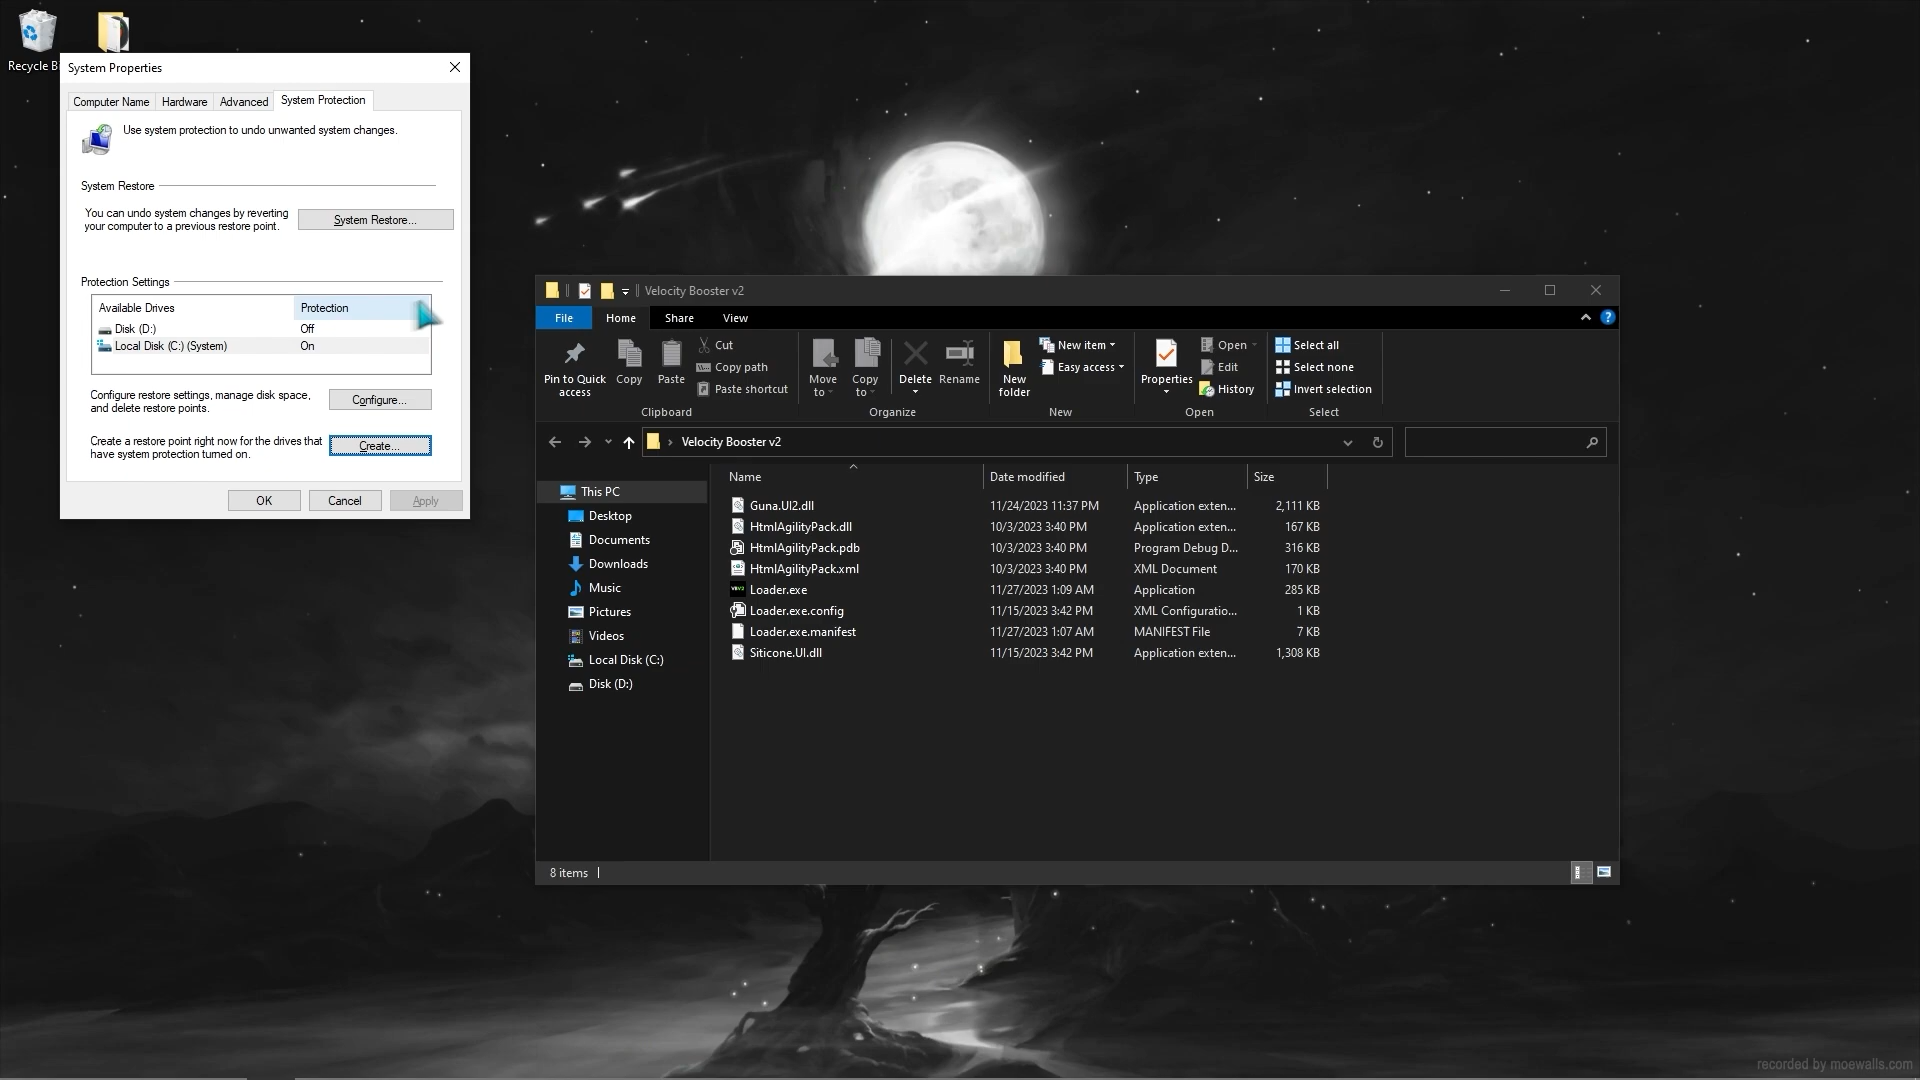 Recycle Bi
System Properties
Computer Name
Hardware
Advanced
System Protection
Use system protection to undo unwanted system changes.
System Restore
You can undo system changes by reverting
your computer to a previous restore point.
System Restore...
Protection Settings
Available Drives
Protection
Disk (D:)
Off
Local Disk (C:) (System)
On
Configure restore settings, manage disk space,
and delete restore points.
Configure...
Create a restore point right now for the drives that
have system protection turned on.
Create...
OK
Cancel
Apply
Velocity Booster v2
File
Home
Share
View
Pin to Quick
access
Copy
Paste
Cut
Copy path
Paste shortcut
Clipboard
Move
to
Copy
to
Delete
Rename
Organize
New
folder
New item
Easy access
New
Properties
Open
Edit
History
Open
Select all
Select none
Invert selection
Select
Velocity Booster v2
This PC
Desktop
Documents
Downloads
Music
Pictures
Videos
Local Disk (C:)
Disk (D:)
Name
Date modified
Type
Size
Guna.UI2.dll 11/24/2023 11:37 PM Application exten... 2,111 KB
HtmlAgilityPack.dll 10/3/2023 3:40 PM Application exten... 167 KB
HtmlAgilityPack.pdb 10/3/2023 3:40 PM Program Debug D... 316 KB
HtmlAgilityPack.xml 10/3/2023 3:40 PM XML Document 170 KB
Loader.exe 11/27/2023 1:09 AM Application 285 KB
Loader.exe.config 11/15/2023 3:42 PM XML Configuratio... 1 KB
Loader.exe.manifest 11/27/2023 1:07 AM MANIFEST File 7 KB
Siticone.UI.dll 11/15/2023 3:42 PM Application exten... 1,308 KB
8 items
recorded by moewalls.com